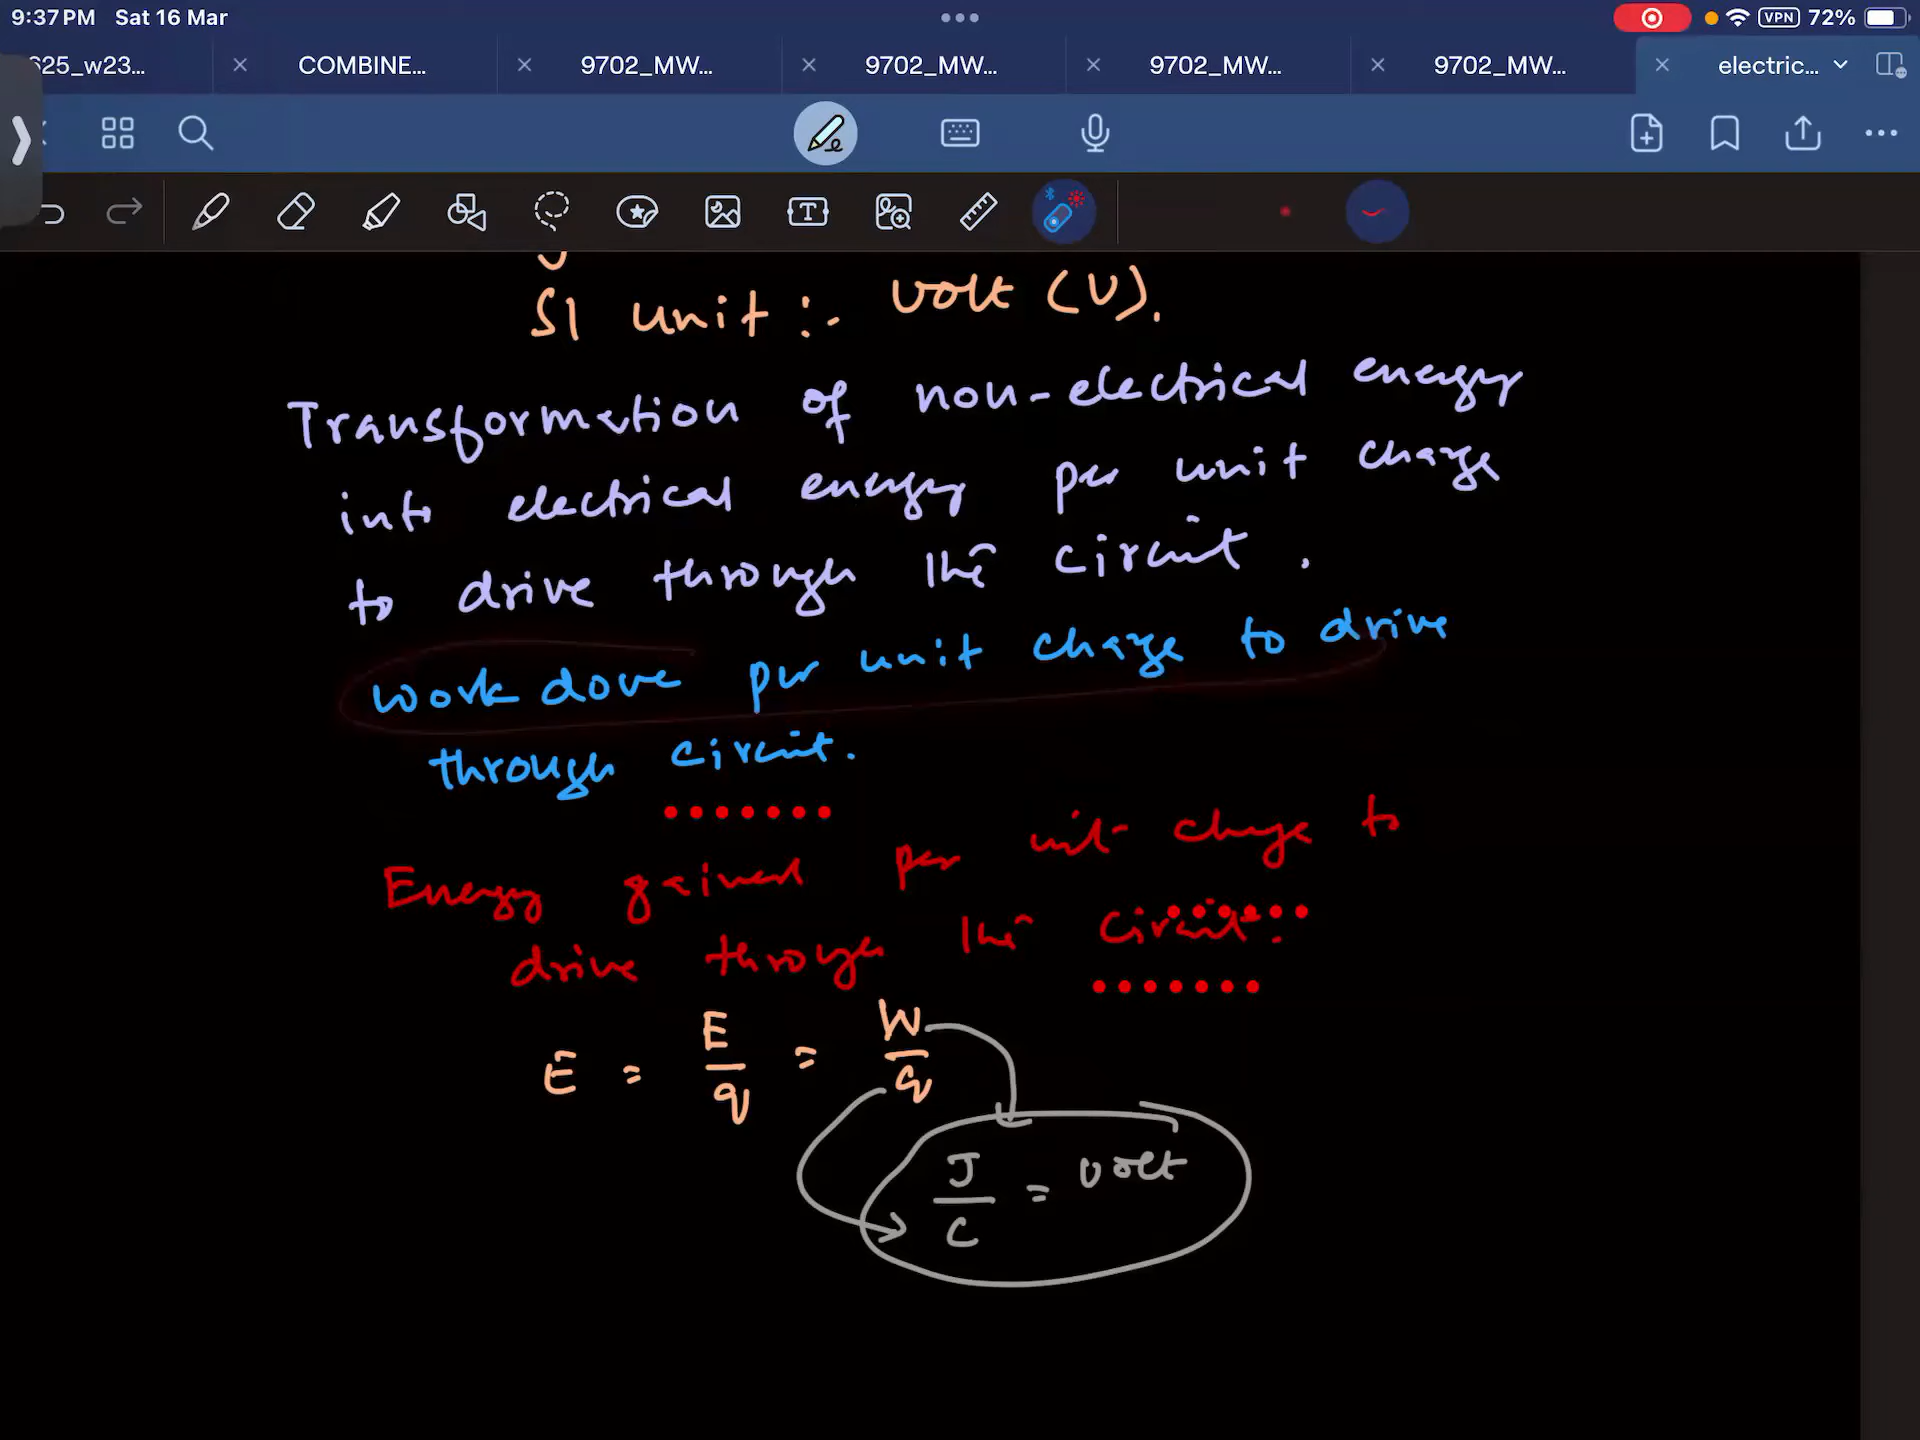 9:37 PM Sat 16 Mar
VPN 72%
625_w23... COMBINE... 9702_MW... 9702_MW... 9702_MW... 9702_MW... electric...
SI unit :- volt (V).
Transformation of non-electrical energy
into electrical energy per unit charge
to drive through the circuit.
work done per unit charge to drive
through circuit.
Energy gained per unit charge to
drive through the circuit.
E = E/q = W/q
J/C = volt